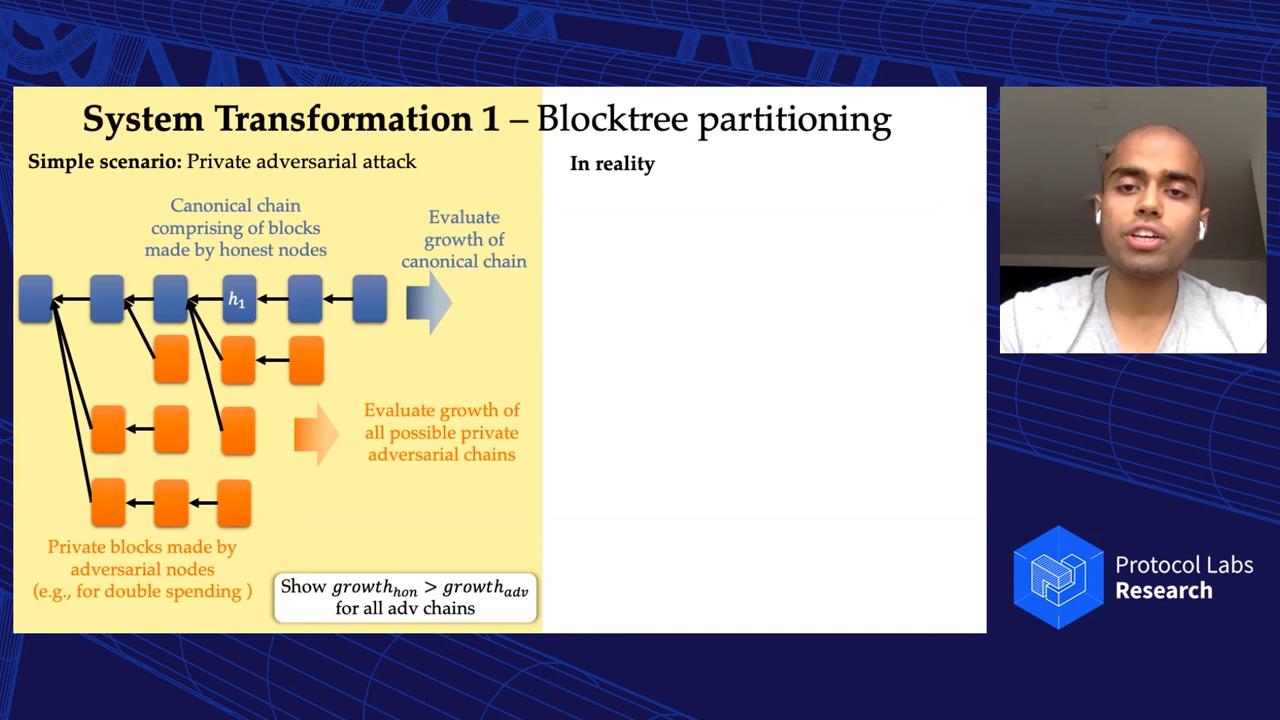 System Transformation 1 – Blocktree partitioning
Simple scenario: Private adversarial attack
Canonical chain
comprising of blocks
made by honest nodes
Evaluate
growth of
canonical chain
h₁
Evaluate growth of
all possible private
adversarial chains
Private blocks made by
adversarial nodes
(e.g., for double spending )
Show growthₕₒₙ > growthₐdᵥ
for all adv chains
In reality
Protocol Labs
Research